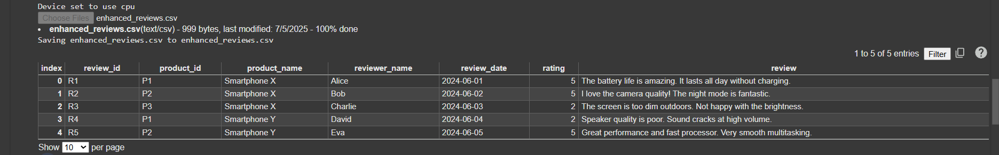 Device set to use cpu
Choose Files enhanced_reviews.csv
• enhanced_reviews.csv(text/csv) - 999 bytes, last modified: 7/5/2025 - 100% done
Saving enhanced_reviews.csv to enhanced_reviews.csv
1 to 5 of 5 entries Filter ?
index review_id product_id product_name reviewer_name review_date rating review
0 R1 P1 Smartphone X Alice 2024-06-01 5 The battery life is amazing. It lasts all day without charging.
1 R2 P2 Smartphone X Bob 2024-06-02 5 I love the camera quality! The night mode is fantastic.
2 R3 P3 Smartphone X Charlie 2024-06-03 2 The screen is too dim outdoors. Not happy with the brightness.
3 R4 P1 Smartphone Y David 2024-06-04 2 Speaker quality is poor. Sound cracks at high volume.
4 R5 P2 Smartphone Y Eva 2024-06-05 5 Great performance and fast processor. Very smooth multitasking.
Show 10 per page